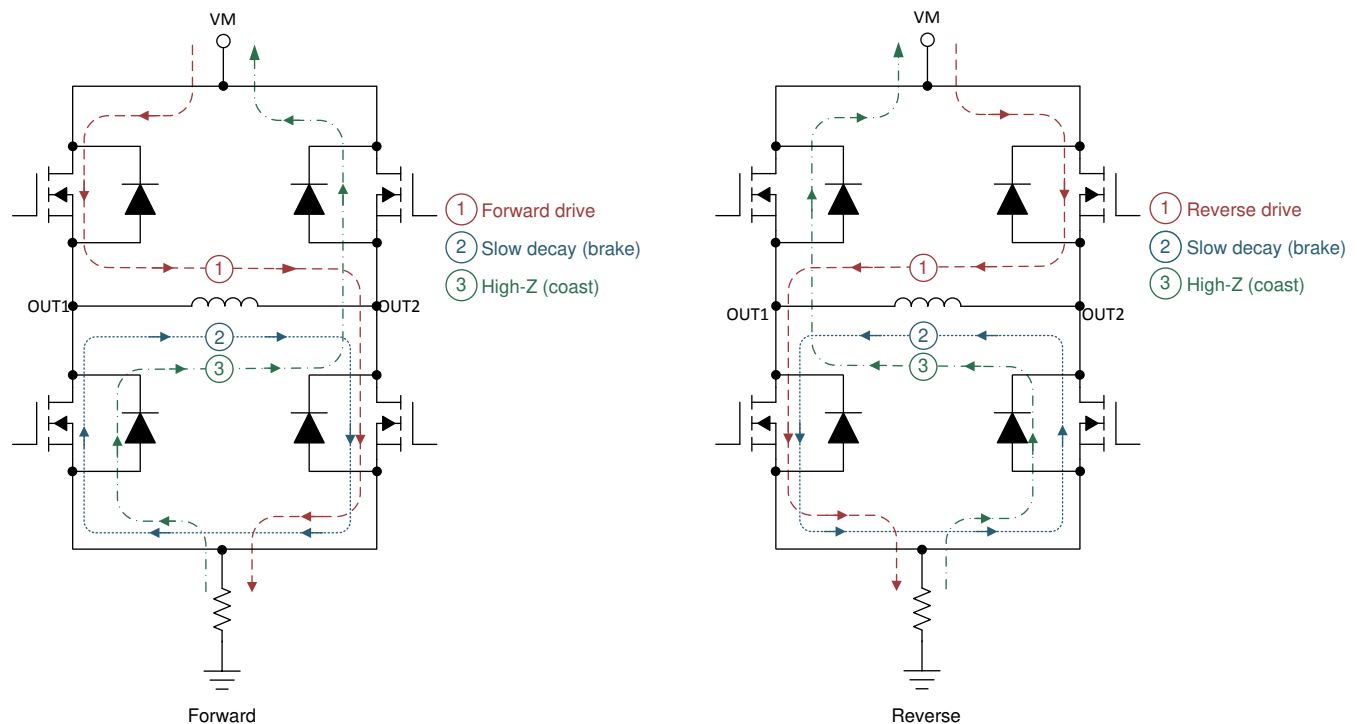 VM
1 Forward drive
2 Slow decay (brake)
3 High-Z (coast)
1
OUT1
OUT2
2
3
Forward
VM
1 Reverse drive
2 Slow decay (brake)
3 High-Z (coast)
1
OUT1
OUT2
2
3
Reverse